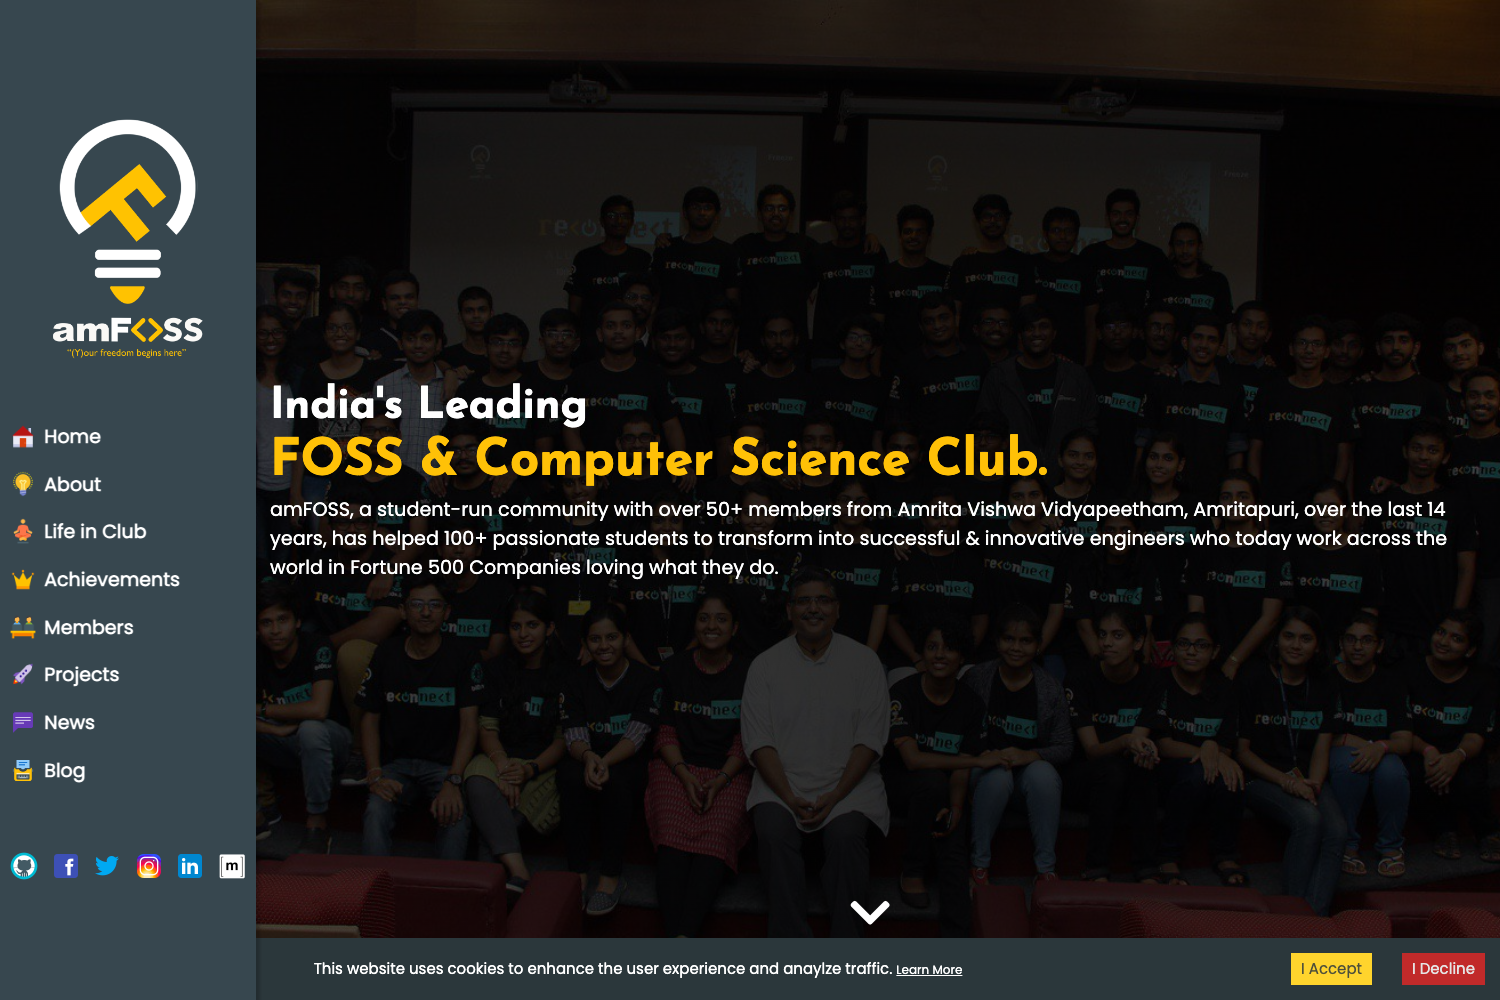 amF<>SS
"(Y)our freedom begins here"
Home
About
Life in Club
Achievements
Members
Projects
News
Blog
m
India's Leading
FOSS & Computer Science Club.
amFOSS, a student-run community with over 50+ members from Amrita Vishwa Vidyapeetham, Amritapuri, over the last 14
years, has helped 100+ passionate students to transform into successful & innovative engineers who today work across the
world in Fortune 500 Companies loving what they do.
reconnect
This website uses cookies to enhance the user experience and anaylze traffic. Learn More
I Accept
I Decline